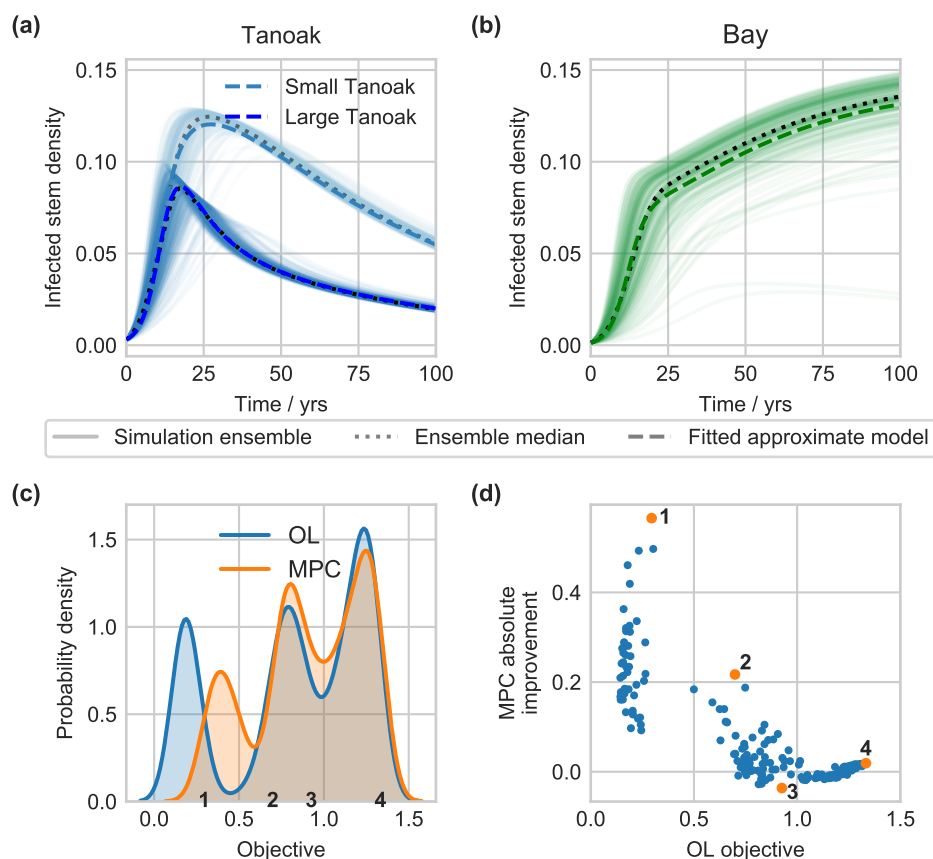 (a)
Tanoak
0.15
0.10
0.05
0.00
Infected stem density
Small Tanoak
Large Tanoak
0 25 50 75 100
Time / yrs
(b)
Bay
0.15
0.10
0.05
0.00
Infected stem density
0 25 50 75 100
Time / yrs
Simulation ensemble Ensemble median Fitted approximate model
(c)
1.5
1.0
0.5
0.0
Probability density
OL
MPC
1 2 3 4
0.0 0.5 1.0 1.5
Objective
(d)
0.4
0.2
0.0
MPC absolute
improvement
1
2
3
4
0.0 0.5 1.0 1.5
OL objective